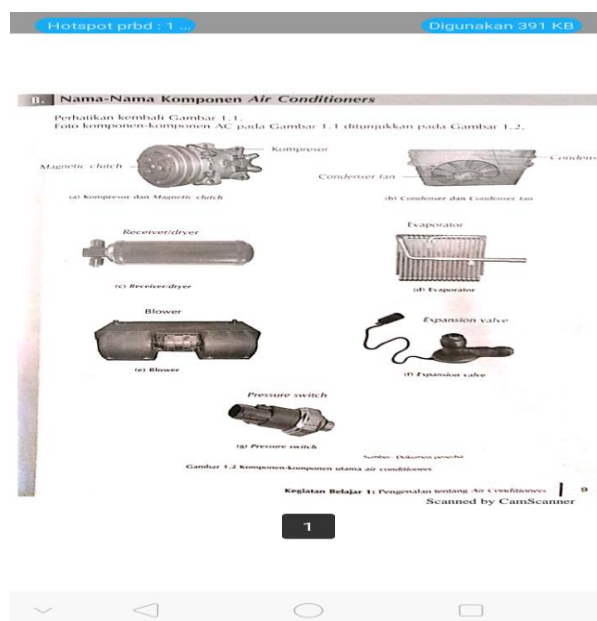 Hotspot prbd : 1 ...
Digunakan 391 KB
B. Nama-Nama Komponen Air Conditioners
Perhatikan kembali Gambar 1.1.
Foto komponen-komponen AC pada Gambar 1.1 ditunjukkan pada Gambar 1.2.
Magnetic clutch
Kompresor
(a) Kompresor dan Magnetic clutch
Condenser fan
Condens
(b) Condenser dan Condenser fan
Receiver/dryer
(c) Receiver/dryer
Evaporator
(d) Evaporator
Blower
(e) Blower
Expansion valve
(f) Expansion valve
Pressure switch
(g) Pressure switch
Sumber: Dokumen penerbit
Gambar 1.2 Komponen-komponen utama air conditioners
Kegiatan Belajar 1: Pengenalan tentang Air Conditioners 9
Scanned by CamScanner
1